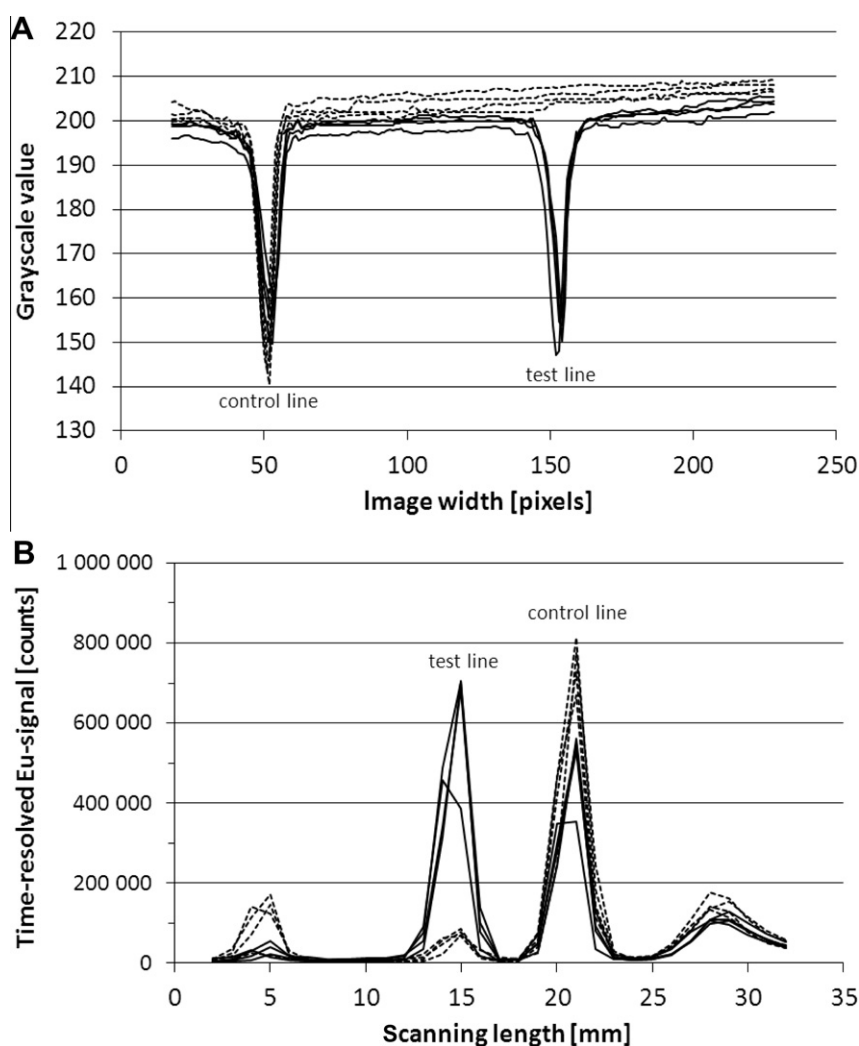 A
220
210
200
190
180
170
160
150
140
130
Grayscale value
control line
test line
0 50 100 150 200 250
Image width [pixels]
B
1 000 000
800 000
600 000
400 000
200 000
0
Time-resolved Eu-signal [counts]
control line
test line
0 5 10 15 20 25 30 35
Scanning length [mm]